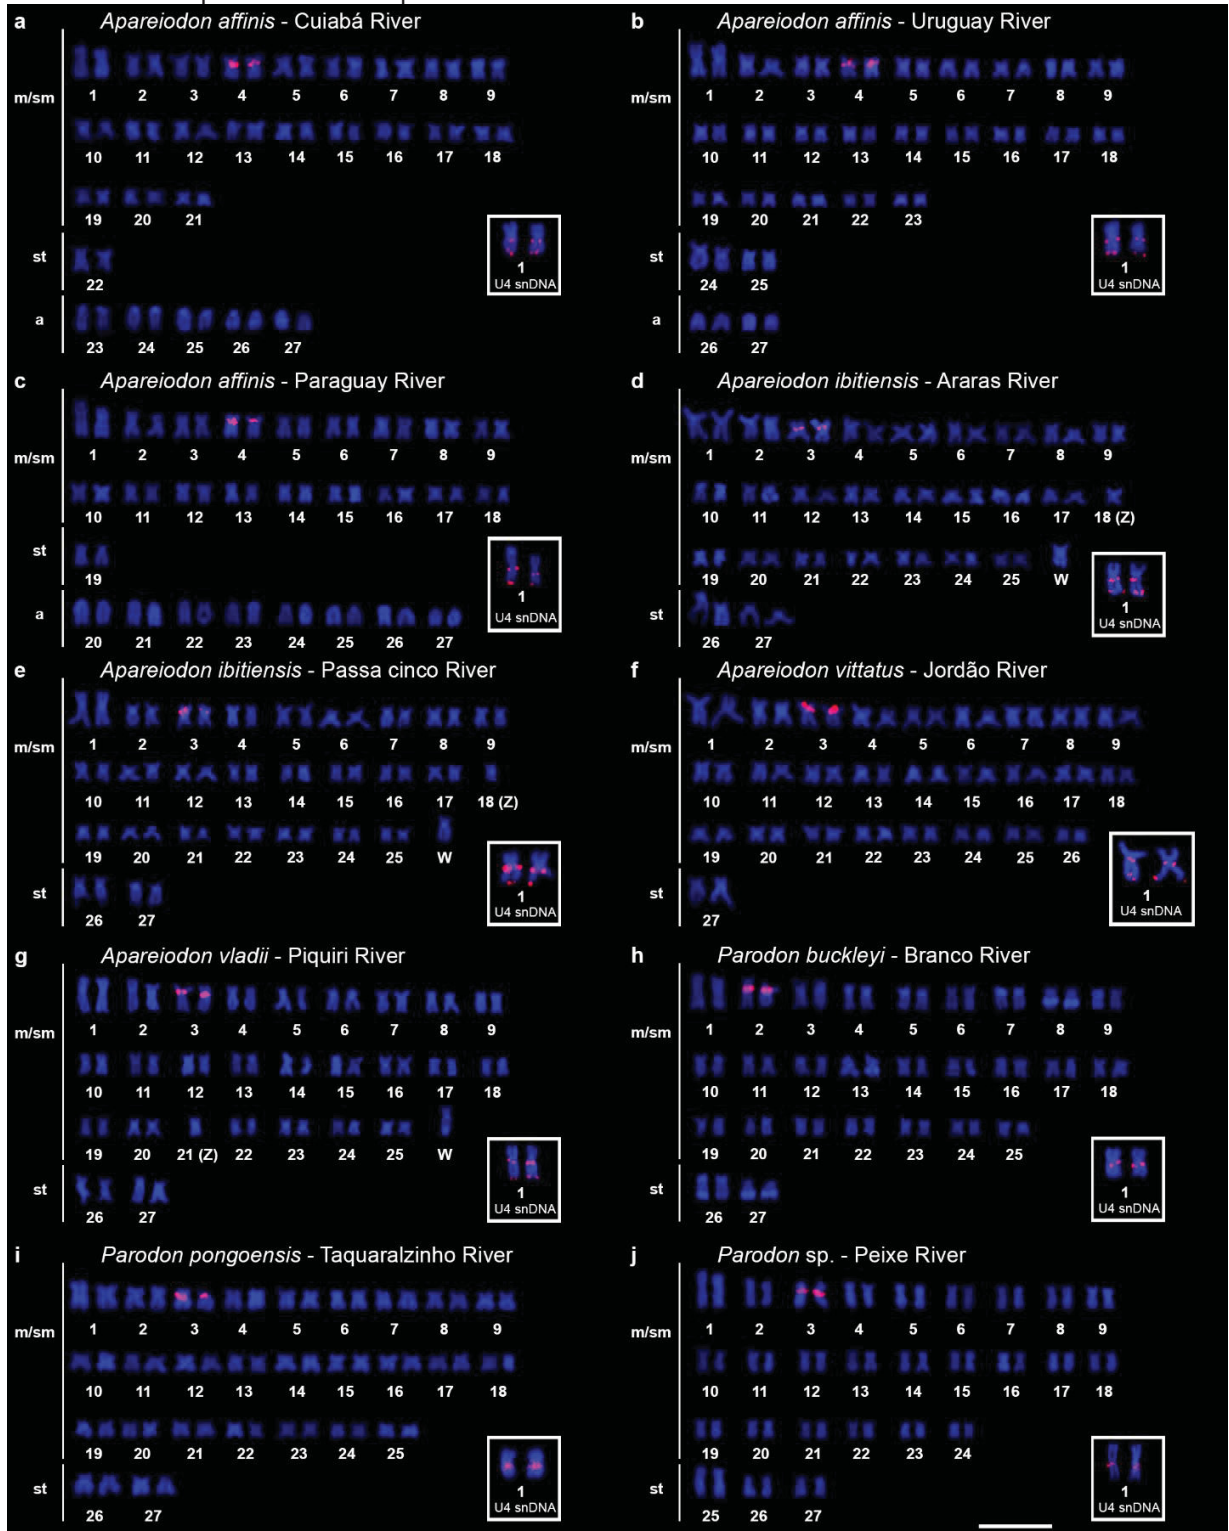 a Apareiodon affinis - Cuiabá River
m/sm
1 2 3 4 5 6 7 8 9
10 11 12 13 14 15 16 17 18
19 20 21
st
22
1
U4 snDNA
a
23 24 25 26 27
b Apareiodon affinis - Uruguay River
m/sm
1 2 3 4 5 6 7 8 9
10 11 12 13 14 15 16 17 18
19 20 21 22 23
st
24 25
1
U4 snDNA
a
26 27
c Apareiodon affinis - Paraguay River
m/sm
1 2 3 4 5 6 7 8 9
10 11 12 13 14 15 16 17 18
st
19
1
U4 snDNA
a
20 21 22 23 24 25 26 27
d Apareiodon ibitiensis - Araras River
m/sm
1 2 3 4 5 6 7 8 9
10 11 12 13 14 15 16 17 18 (Z)
19 20 21 22 23 24 25 W
1
U4 snDNA
st
26 27
e Apareiodon ibitiensis - Passa cinco River
m/sm
1 2 3 4 5 6 7 8 9
10 11 12 13 14 15 16 17 18 (Z)
19 20 21 22 23 24 25 W
st
26 27
1
U4 snDNA
f Apareiodon vittatus - Jordão River
m/sm
1 2 3 4 5 6 7 8 9
10 11 12 13 14 15 16 17 18
19 20 21 22 23 24 25 26
st
27
1
U4 snDNA
g Apareiodon vladii - Piquiri River
m/sm
1 2 3 4 5 6 7 8 9
10 11 12 13 14 15 16 17 18
19 20 21 (Z) 22 23 24 25 W
st
26 27
1
U4 snDNA
h Parodon buckleyi - Branco River
m/sm
1 2 3 4 5 6 7 8 9
10 11 12 13 14 15 16 17 18
19 20 21 22 23 24 25
st
26 27
1
U4 snDNA
i Parodon pongoensis - Taquaralzinho River
m/sm
1 2 3 4 5 6 7 8 9
10 11 12 13 14 15 16 17 18
19 20 21 22 23 24 25
st
26 27
1
U4 snDNA
j Parodon sp. - Peixe River
m/sm
1 2 3 4 5 6 7 8 9
10 11 12 13 14 15 16 17 18
19 20 21 22 23 24
st
25 26 27
1
U4 snDNA